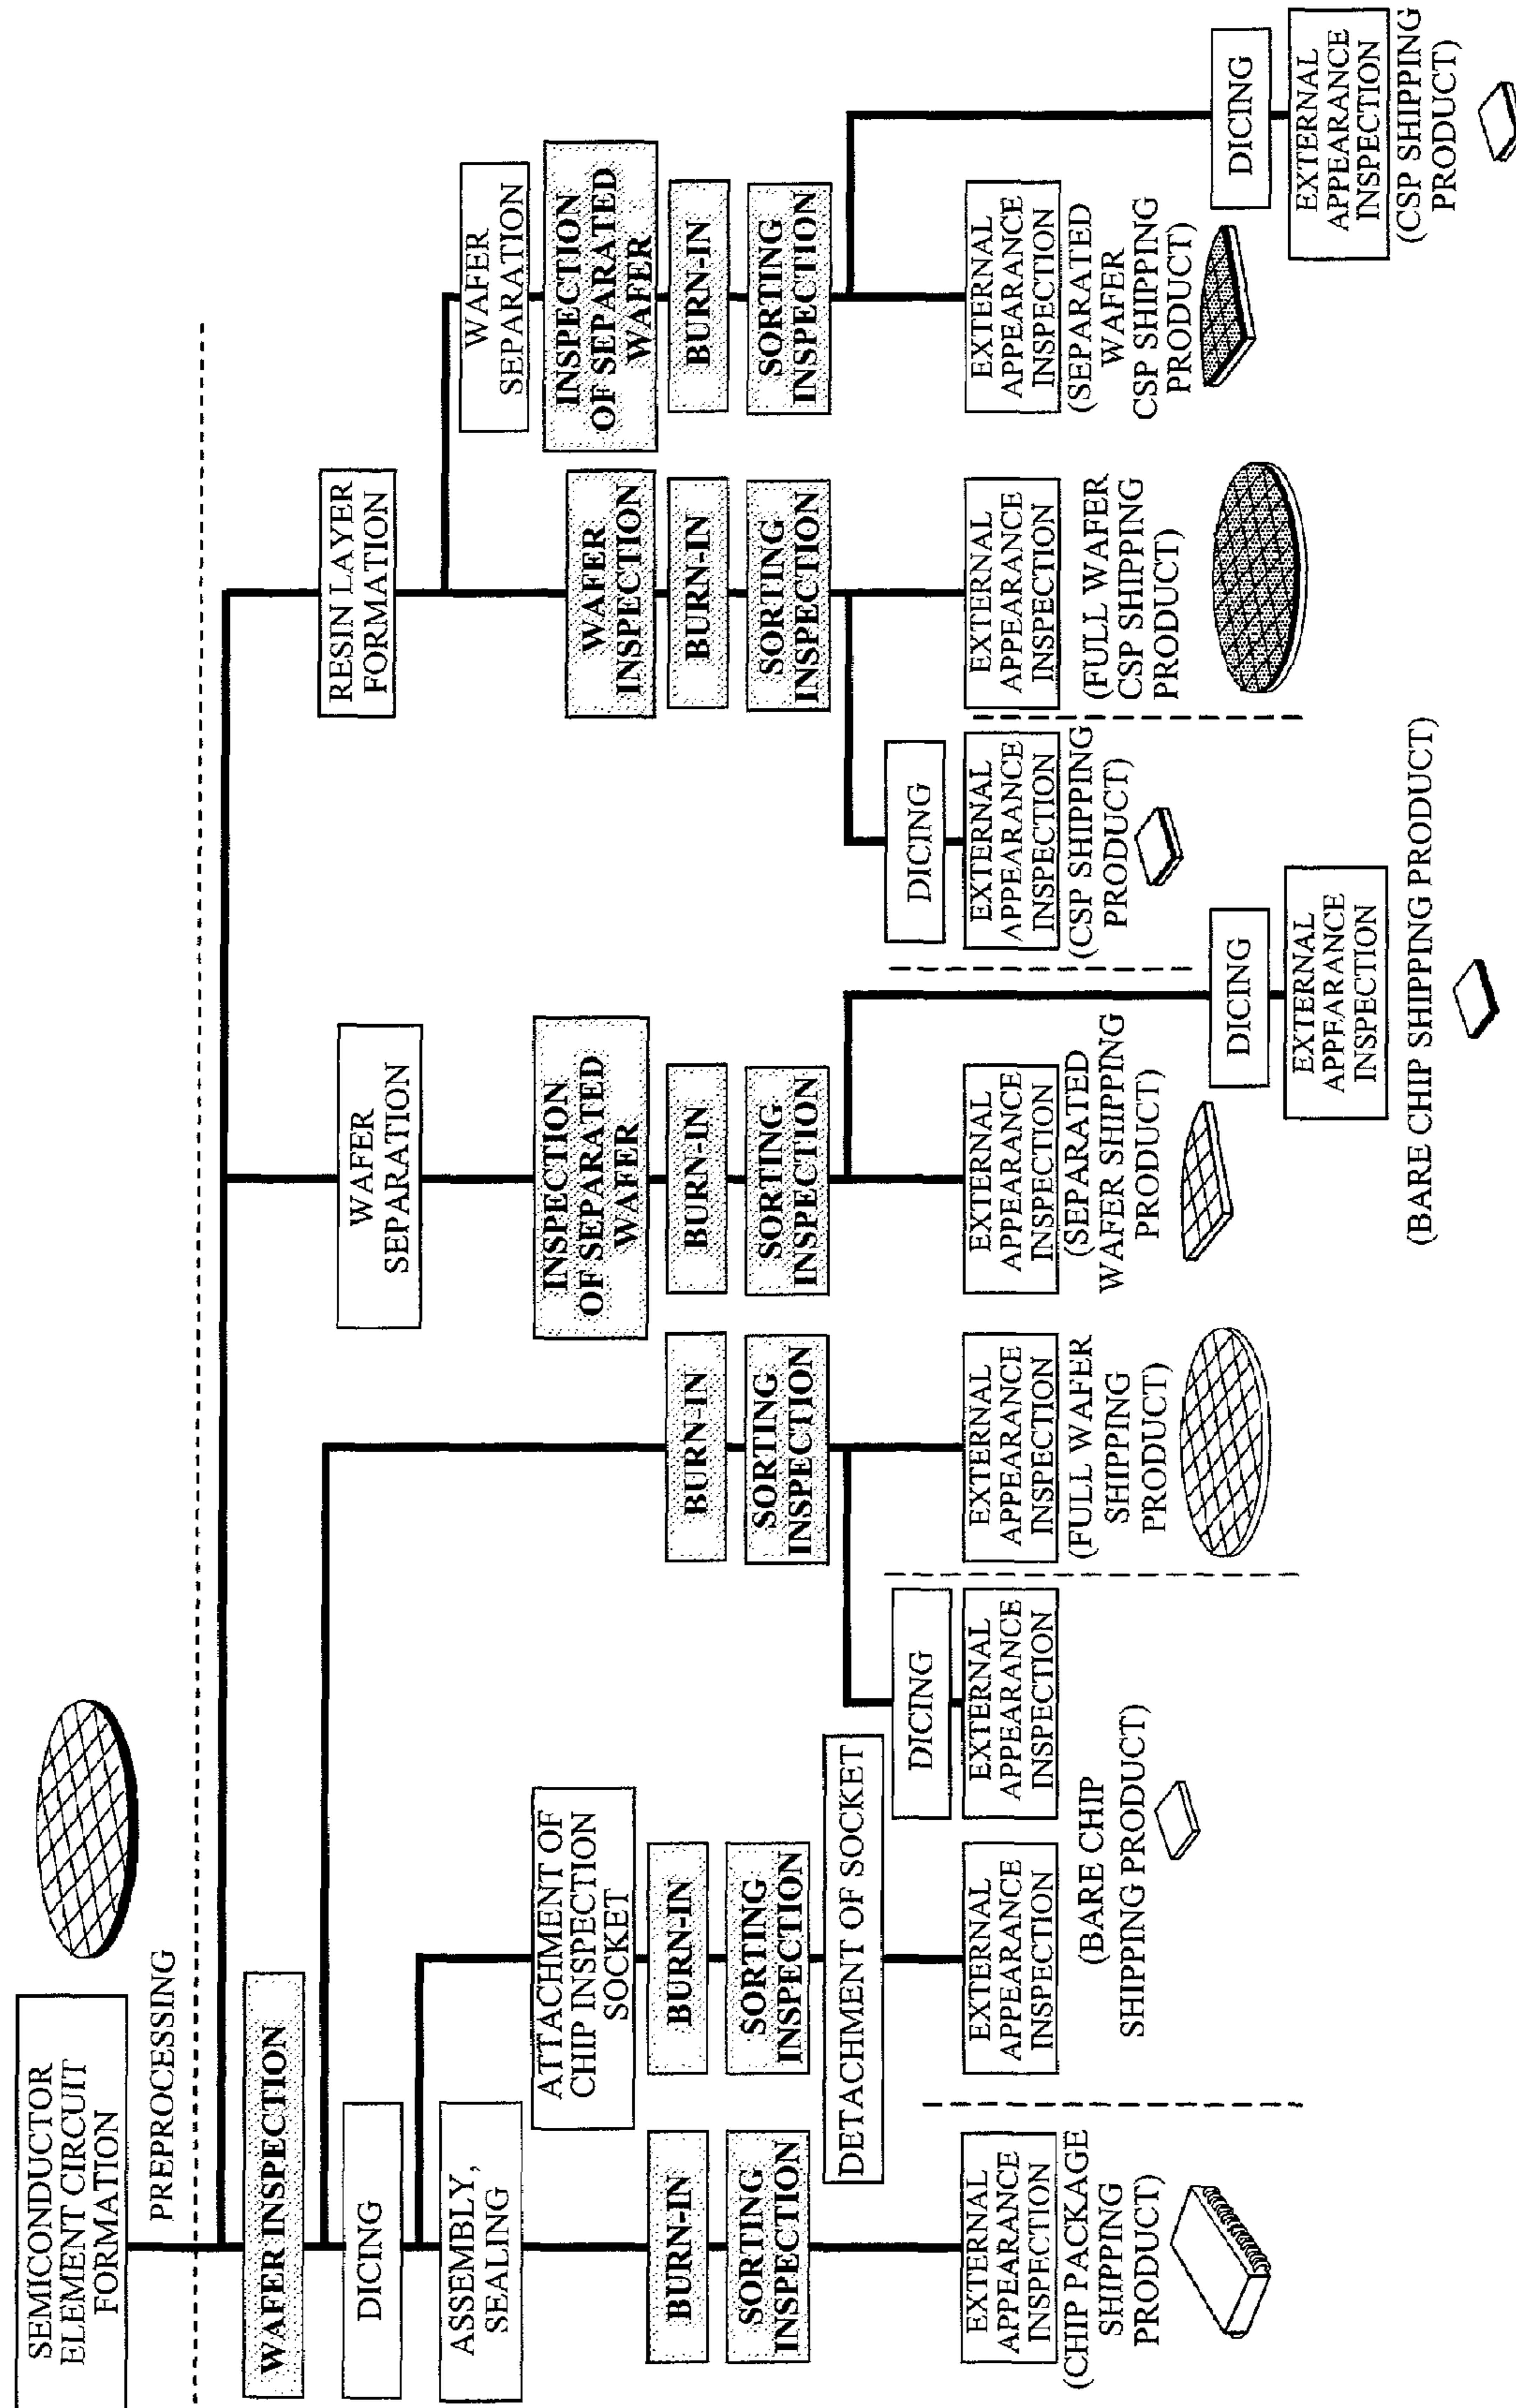 SEMICONDUCTOR
ELEMENT CIRCUIT
FORMATION
PREPROCESSING
WAFER INSPECTION
DICING
ASSEMBLY,
SEALING
BURN-IN
SORTING
INSPECTION
EXTERNAL
APPEARANCE
INSPECTION
(CHIP PACKAGE
SHIPPING
PRODUCT)
ATTACHMENT OF
CHIP INSPECTION
SOCKET
BURN-IN
SORTING
INSPECTION
DETACHMENT OF SOCKET
EXTERNAL
APPEARANCE
INSPECTION
(BARE CHIP
SHIPPING PRODUCT)
DICING
EXTERNAL
APPEARANCE
INSPECTION
BURN-IN
SORTING
INSPECTION
EXTERNAL
APPEARANCE
INSPECTION
(FULL WAFER
SHIPPING
PRODUCT)
WAFER
SEPARATION
INSPECTION
OF SEPARATED
WAFER
BURN-IN
SORTING
INSPECTION
EXTERNAL
APPEARANCE
INSPECTION
(SEPARATED
WAFER SHIPPING
PRODUCT)
DICING
EXTERNAL
APPEARANCE
INSPECTION
(BARE CHIP SHIPPING PRODUCT)
RESIN LAYER
FORMATION
WAFER
INSPECTION
BURN-IN
SORTING
INSPECTION
DICING
EXTERNAL
APPEARANCE
INSPECTION
(CSP SHIPPING
PRODUCT)
EXTERNAL
APPEARANCE
INSPECTION
(FULL WAFER
CSP SHIPPING
PRODUCT)
WAFER
SEPARATION
INSPECTION
OF SEPARATED
WAFER
BURN-IN
SORTING
INSPECTION
EXTERNAL
APPEARANCE
INSPECTION
(SEPARATED
WAFER
CSP SHIPPING
PRODUCT)
DICING
EXTERNAL
APPEARANCE
INSPECTION
(CSP SHIPPING
PRODUCT)